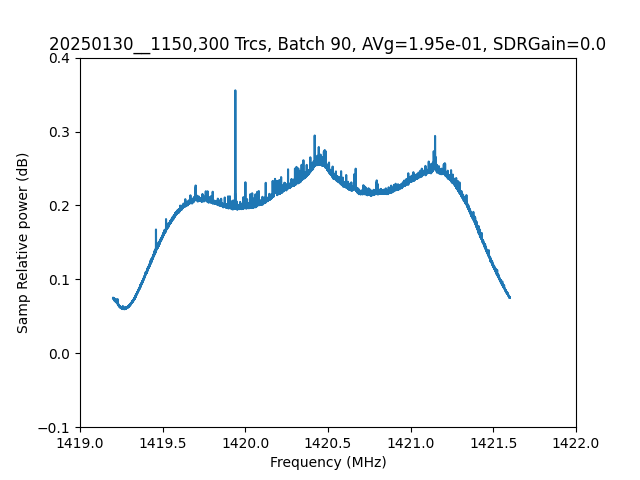 20250130__1150,300 Trcs, Batch 90, AVg=1.95e-01, SDRGain=0.0
0.4
0.3
0.2
0.1
0.0
−0.1
Samp Relative power (dB)
1419.0 1419.5 1420.0 1420.5 1421.0 1421.5 1422.0
Frequency (MHz)